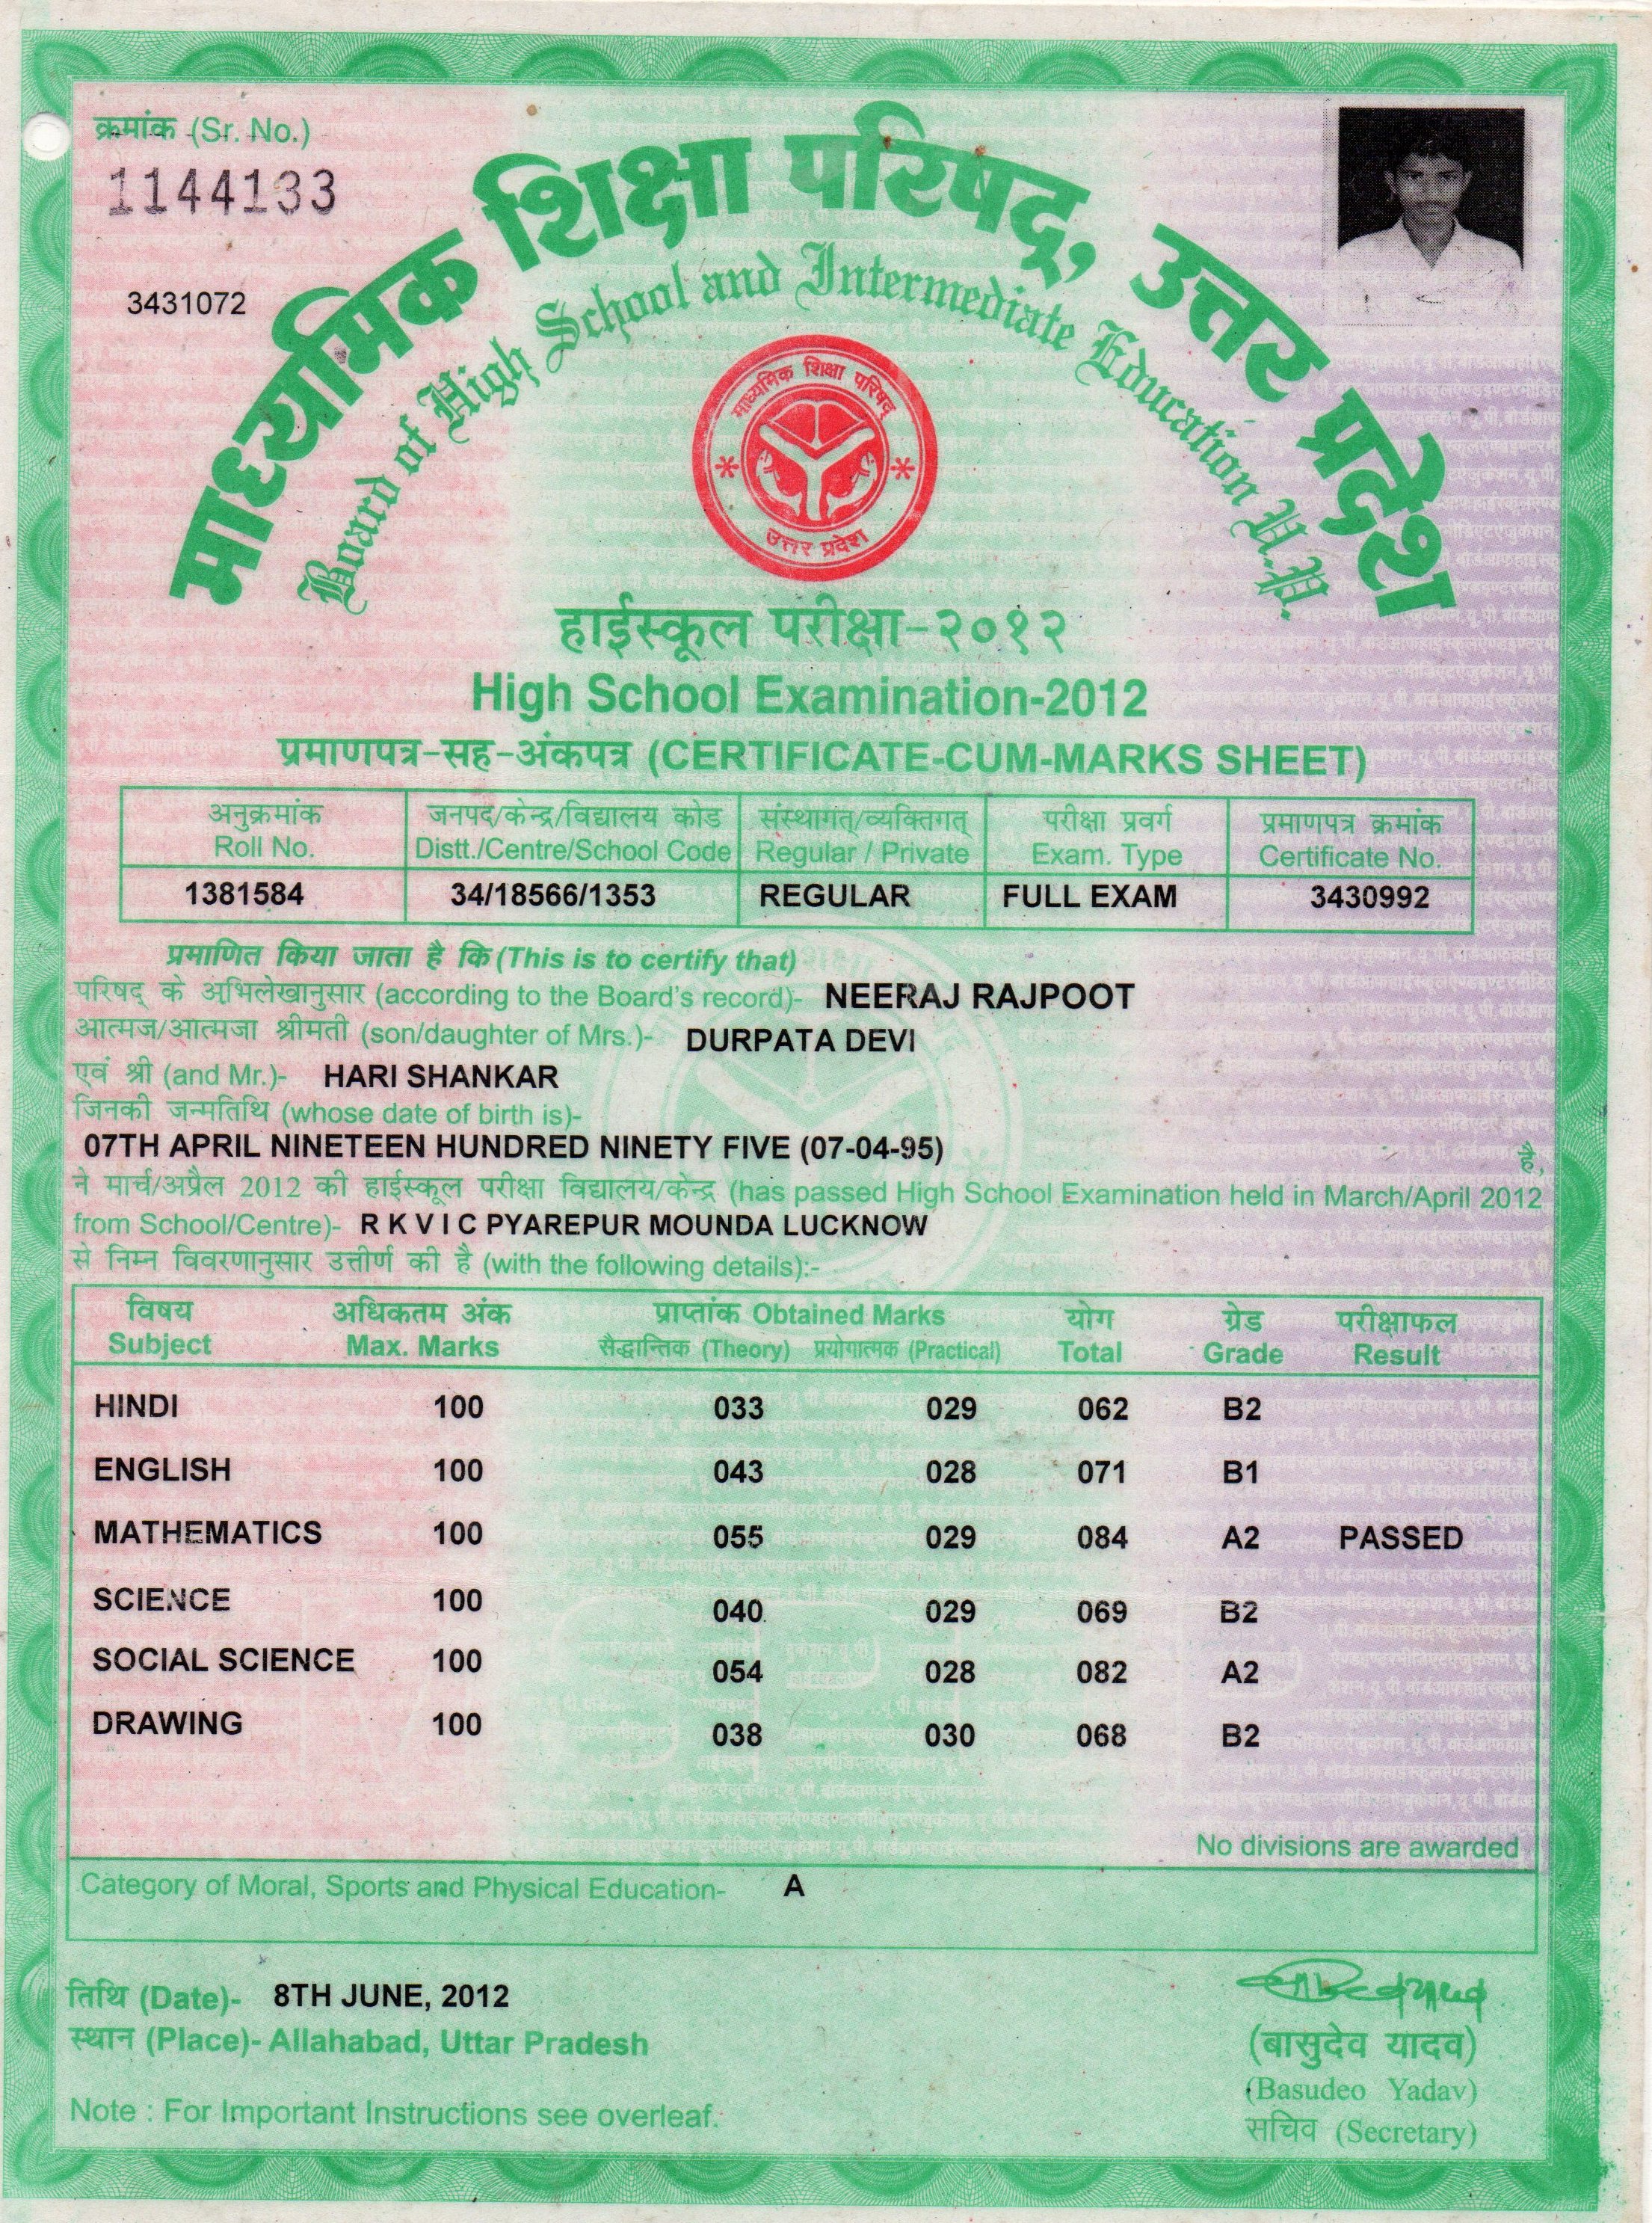 क्रमांक (Sr. No.)
1144133
3431072
माध्यमिक शिक्षा परिषद्, उत्तर प्रदेश
Board of High School and Intermediate Education U.P.
माध्यमिक शिक्षा परिषद्
उत्तर प्रदेश
हाईस्कूल परीक्षा-२०१२
High School Examination-2012
प्रमाणपत्र-सह-अंकपत्र (CERTIFICATE-CUM-MARKS SHEET)
अनुक्रमांक जनपद/केन्द्र/विद्यालय कोड संस्थागत्/व्यक्तिगत् परीक्षा प्रवर्ग प्रमाणपत्र क्रमांक
Roll No. Distt./Centre/School Code Regular / Private Exam. Type Certificate No.
1381584 34/18566/1353 REGULAR FULL EXAM 3430992
प्रमाणित किया जाता है कि (This is to certify that)
परिषद् के अभिलेखानुसार (according to the Board's record)- NEERAJ RAJPOOT
आत्मज/आत्मजा श्रीमती (son/daughter of Mrs.)- DURPATA DEVI
एवं श्री (and Mr.)- HARI SHANKAR
जिनकी जन्मतिथि (whose date of birth is)-
07TH APRIL NINETEEN HUNDRED NINETY FIVE (07-04-95) है,
ने मार्च/अप्रैल 2012 की हाईस्कूल परीक्षा विद्यालय/केन्द्र (has passed High School Examination held in March/April 2012
from School/Centre)- R K V I C PYAREPUR MOUNDA LUCKNOW
से निम्न विवरणानुसार उत्तीर्ण की है (with the following details):-
विषय अधिकतम अंक प्राप्तांक Obtained Marks योग ग्रेड परीक्षाफल
Subject Max. Marks सैद्धान्तिक (Theory) प्रयोगात्मक (Practical) Total Grade Result
HINDI 100 033 029 062 B2
ENGLISH 100 043 028 071 B1
MATHEMATICS 100 055 029 084 A2 PASSED
SCIENCE 100 040 029 069 B2
SOCIAL SCIENCE 100 054 028 082 A2
DRAWING 100 038 030 068 B2
No divisions are awarded
Category of Moral, Sports and Physical Education- A
तिथि (Date)- 8TH JUNE, 2012
स्थान (Place)- Allahabad, Uttar Pradesh
(बासुदेव यादव)
(Basudeo Yadav)
सचिव (Secretary)
Note : For Important Instructions see overleaf.